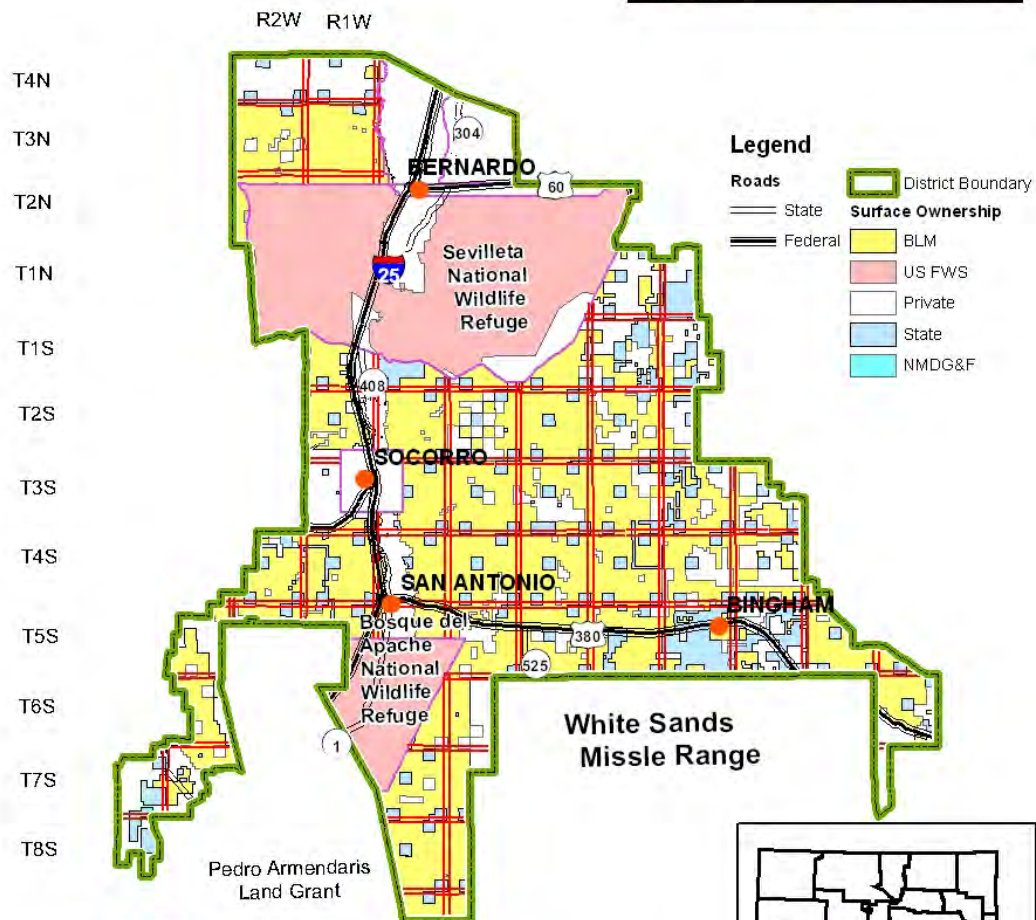 R2W R1W
T4N
T3N
T2N
T1N
T1S
T2S
T3S
T4S
T5S
T6S
T7S
T8S
304
BERNARDO
60
25
Sevilleta
National
Wildlife
Refuge
408
SOCORRO
SAN ANTONIO
BINGHAM
Bosque del
Apache
National
Wildlife
Refuge
380
525
1
White Sands
Missle Range
Pedro Armendaris
Land Grant
Legend
Roads
State
Federal
District Boundary
Surface Ownership
BLM
US FWS
Private
State
NMDG&F